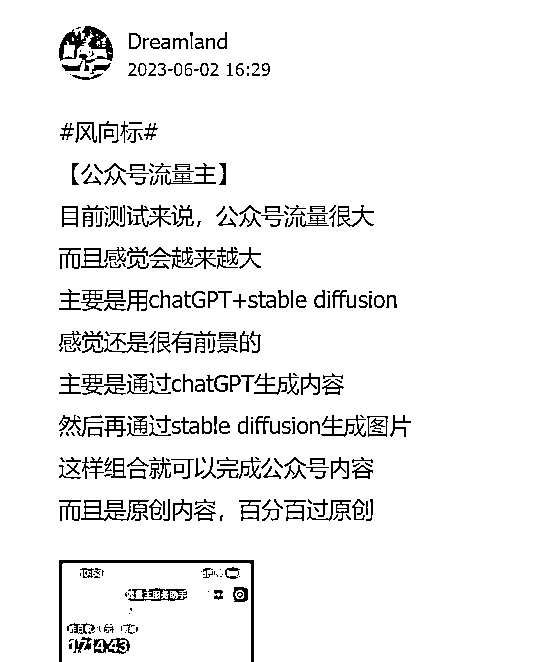 Dreamland
2023-06-02 16:29
#风向标#
【公众号流量主】
目前测试来说，公众号流量很大
而且感觉会越来越大
主要是用chatGPT+stable diffusion
感觉还是很有前景的
主要是通过chatGPT生成内容
然后再通过stable diffusion生成图片
这样组合就可以完成公众号内容
而且是原创内容，百分百过原创